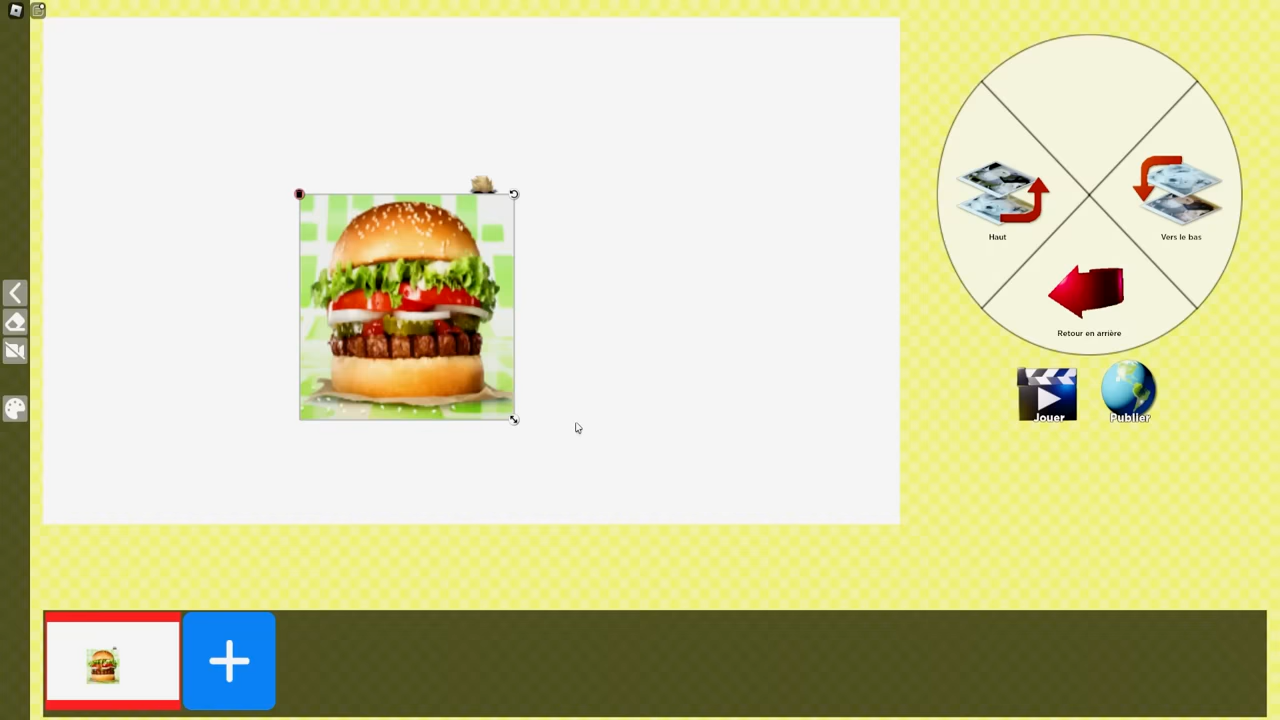 Haut
Vers le bas
Retour en arrière
Jouer
Publier